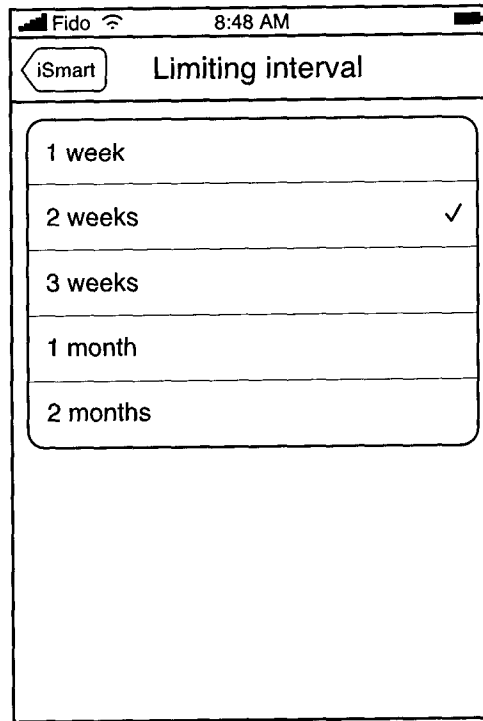 Fido 8:48 AM
iSmart Limiting interval
1 week
2 weeks
3 weeks
1 month
2 months